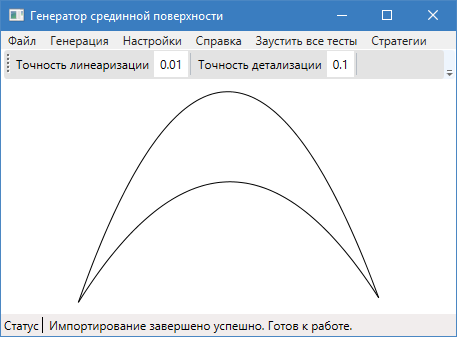 Генератор срединной поверхности
Файл Генерация Настройки Справка Заустить все тесты Стратегии
Точность линеаризации 0.01 Точность детализации 0.1
Статус Импортирование завершено успешно. Готов к работе.